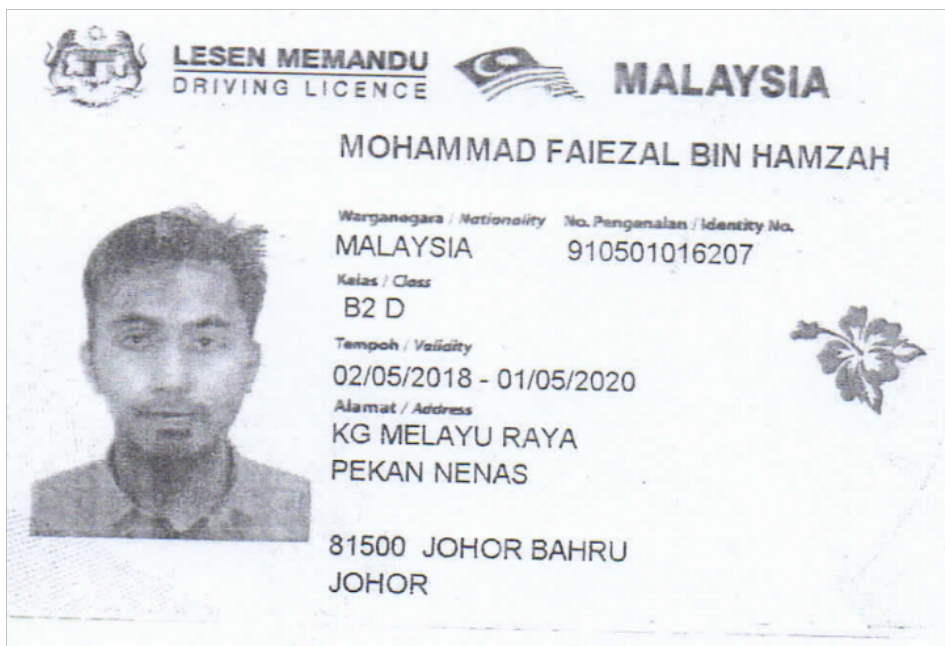 LESEN MEMANDU
DRIVING LICENCE
MALAYSIA
MOHAMMAD FAIEZAL BIN HAMZAH
Warganegara / Nationality No. Pengenalan / Identity No.
MALAYSIA 910501016207
Kelas / Class
B2 D
Tempoh / Validity
02/05/2018 - 01/05/2020
Alamat / Address
KG MELAYU RAYA
PEKAN NENAS
81500 JOHOR BAHRU
JOHOR